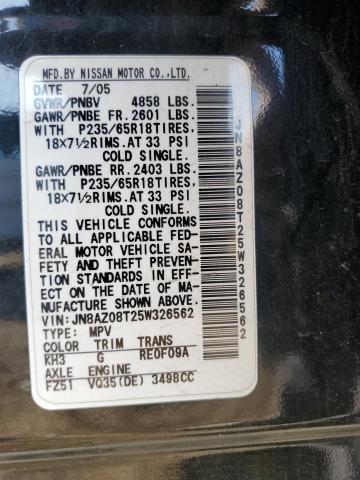 MFD.BY NISSAN MOTOR CO.,LTD.
DATE 7/05
GVWR/PNBV 4858 LBS.
GAWR/PNBE FR.2601 LBS.
WITH P235/65R18TIRES,
18×7½RIMS.AT 33 PSI
COLD SINGLE.
GAWR/PNBE RR.2403 LBS.
WITH P235/65R18TIRES,
18×7½RIMS.AT 33 PSI
COLD SINGLE.
THIS VEHICLE CONFORMS
TO ALL APPLICABLE FED-
ERAL MOTOR VEHICLE SA-
FETY AND THEFT PREVEN-
TION STANDARDS IN EFF-
ECT ON THE DATE OF MA-
NUFACTURE SHOWN ABOVE.
VIN:JN8AZ08T25W326562
TYPE: MPV
COLOR TRIM TRANS
KH3 G RE0F09A
AXLE ENGINE
FZ51 VQ35(DE) 3498CC
JN8AZ08T25W326562